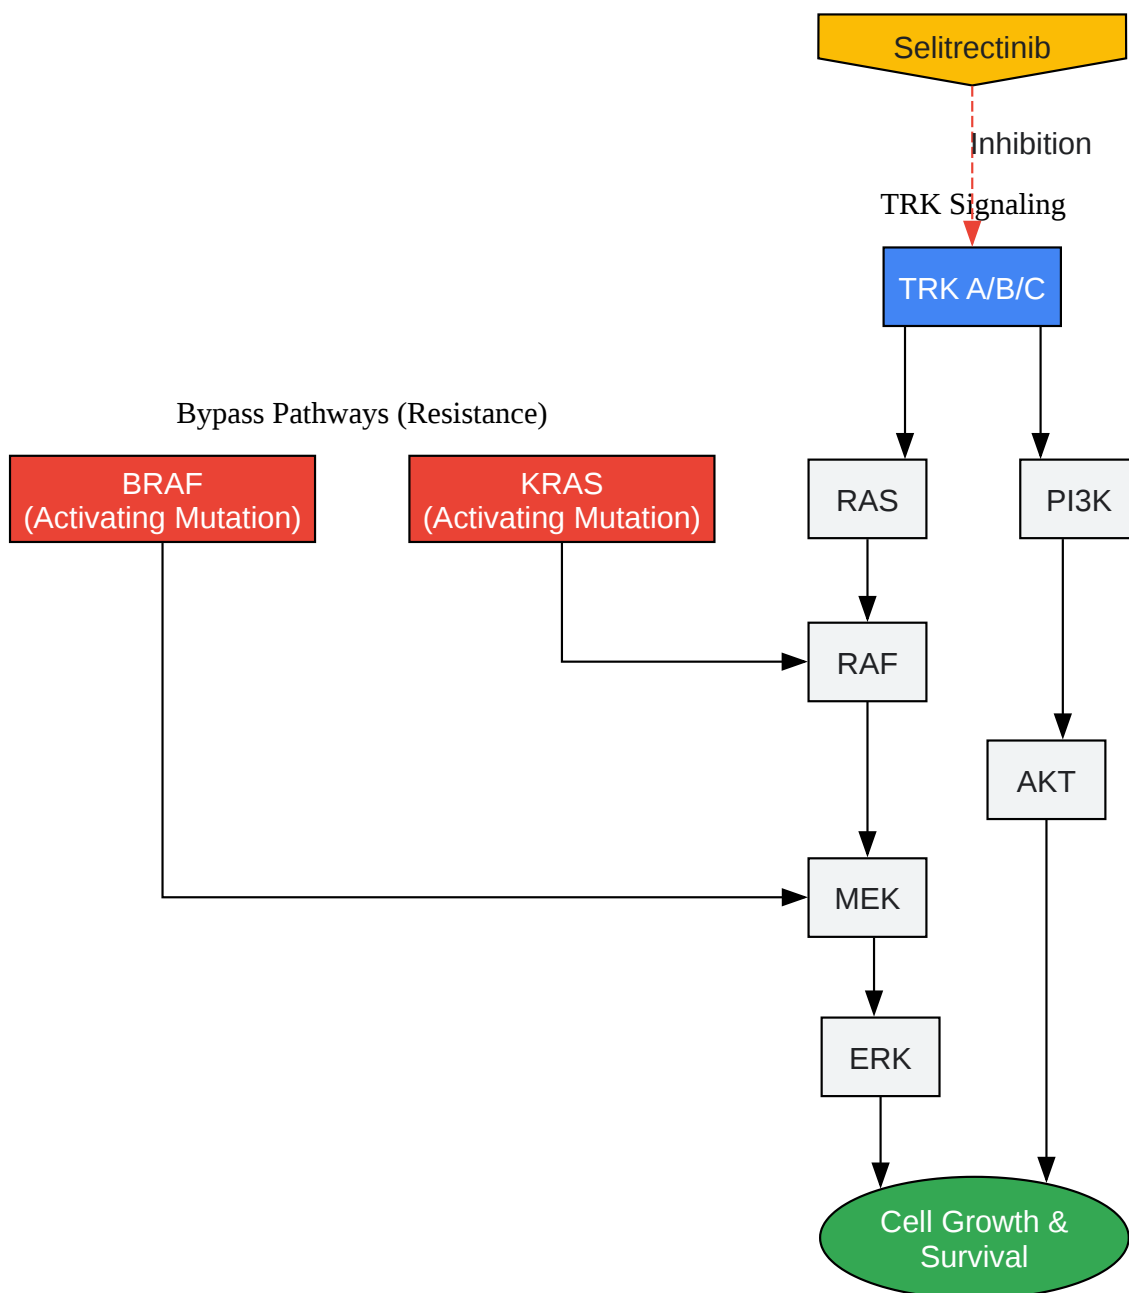 Selitrectinib
Inhibition
TRK Signaling
TRK A/B/C
Bypass Pathways (Resistance)
BRAF
(Activating Mutation)
KRAS
(Activating Mutation)
RAS
PI3K
RAF
AKT
MEK
ERK
Cell Growth &
Survival